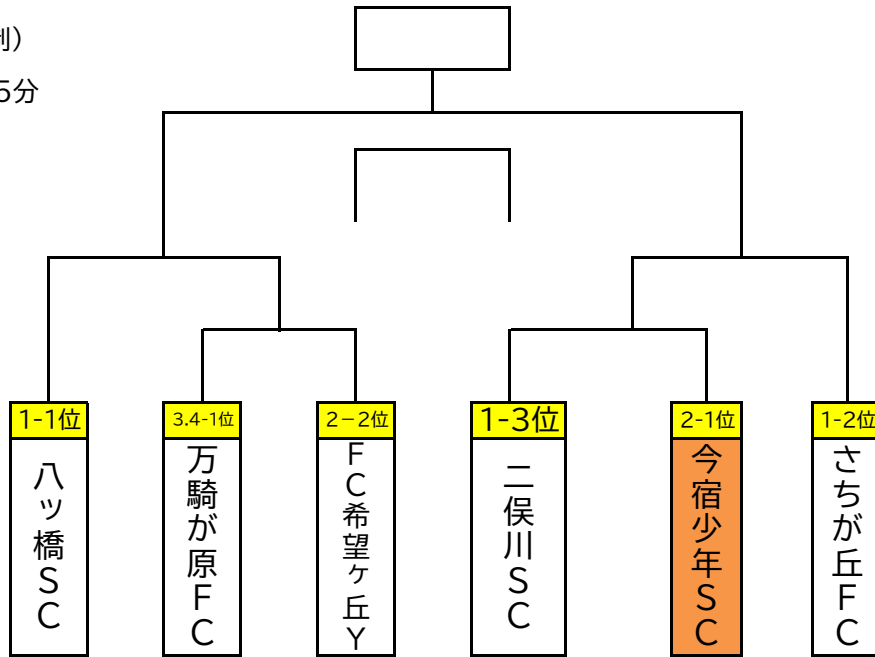 制）
5分
1-1位
3.4-1位
2－2位
1-3位
2-1位
1-2位
八ッ橋SC
万騎が原FC
FC希望ヶ丘Y
二俣川SC
今宿少年SC
さちが丘FC